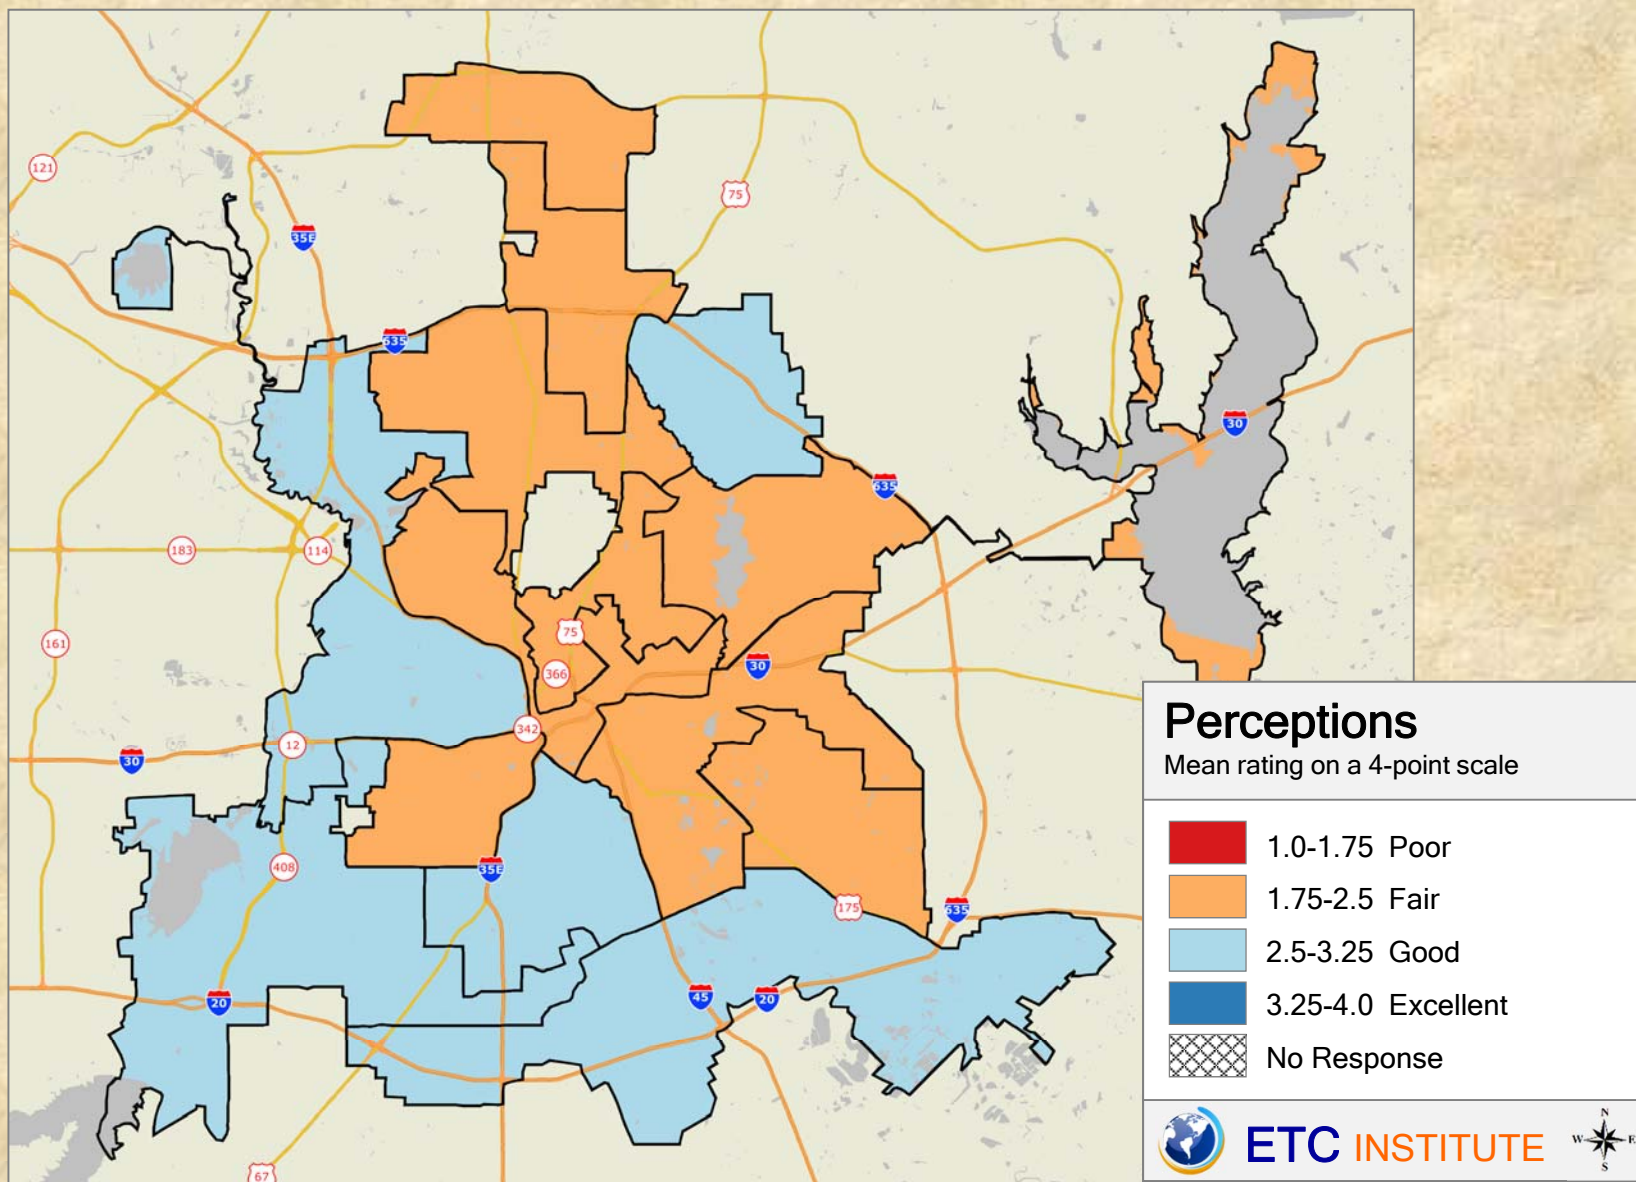 121
35E
75
635
30
635
183
114
161
75
366
30
342
12
30
408
35E
175
635
20
45
20
67
Perceptions
Mean rating on a 4-point scale
1.0-1.75 Poor
1.75-2.5 Fair
2.5-3.25 Good
3.25-4.0 Excellent
No Response
ETC INSTITUTE
N
W E
S